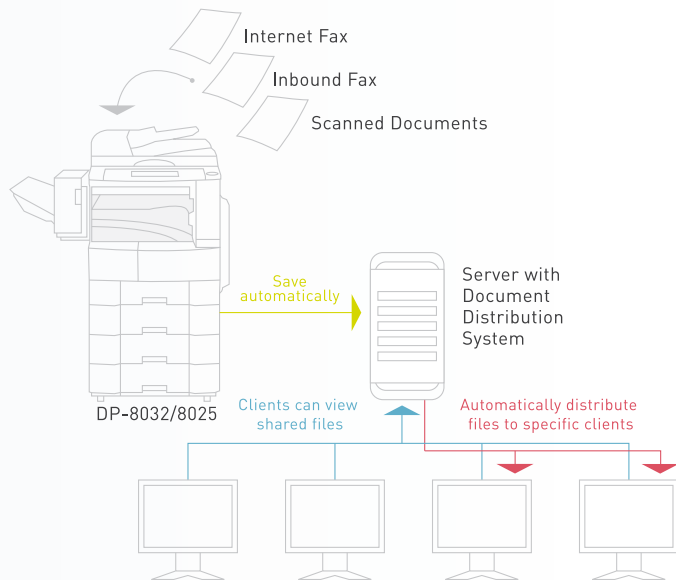 Internet Fax
Inbound Fax
Scanned Documents
Save
automatically
Server with
Document
Distribution
System
DP-8032/8025
Clients can view
shared files
Automatically distribute
files to specific clients